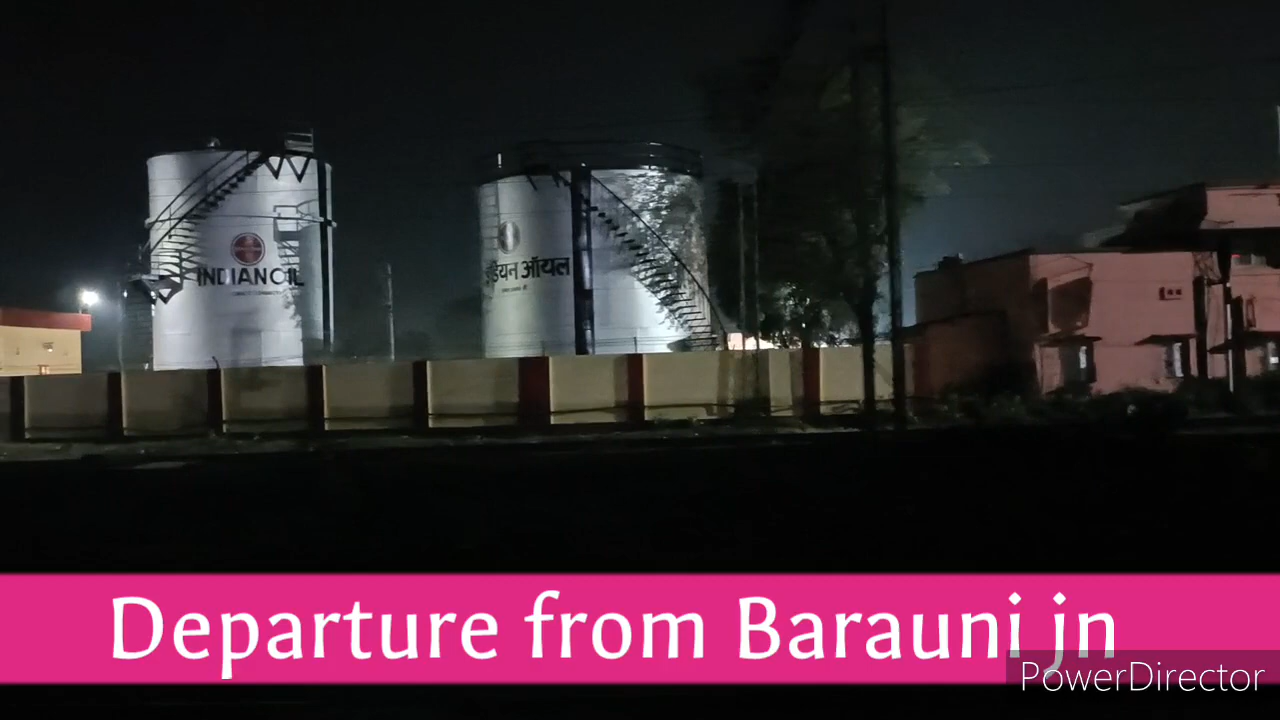 INDIANOIL
इंडियन ऑयल
Departure from Barauni jn
PowerDirector